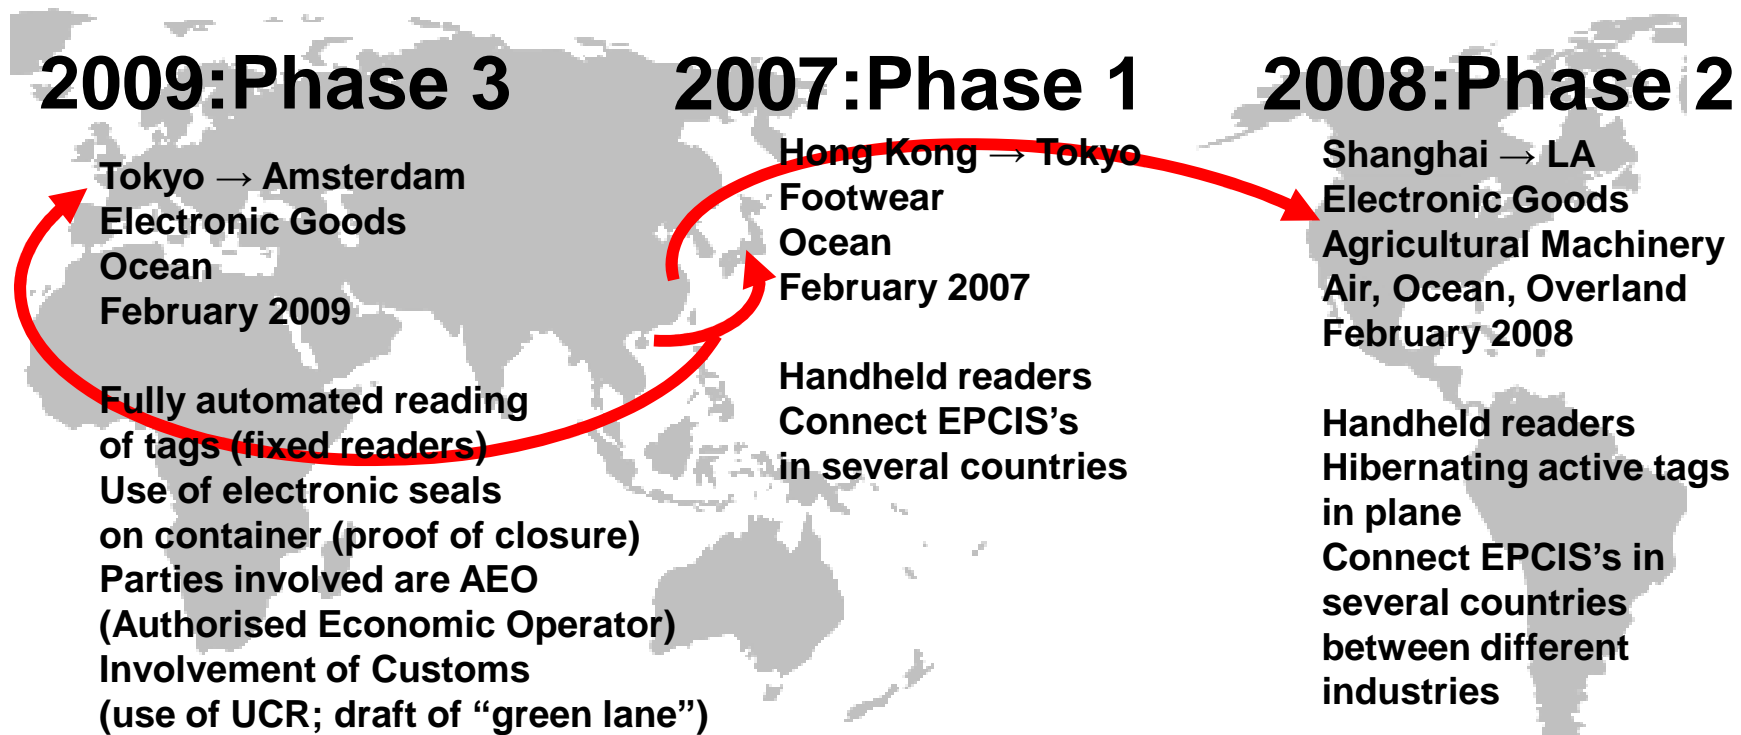 2009:Phase 3
Tokyo → Amsterdam
Electronic Goods
Ocean
February 2009
Fully automated reading
of tags (fixed readers)
Use of electronic seals
on container (proof of closure)
Parties involved are AEO
(Authorised Economic Operator)
Involvement of Customs
(use of UCR; draft of “green lane”)
2007:Phase 1
Hong Kong → Tokyo
Footwear
Ocean
February 2007
Handheld readers
Connect EPCIS’s
in several countries
2008:Phase 2
Shanghai → LA
Electronic Goods
Agricultural Machinery
Air, Ocean, Overland
February 2008
Handheld readers
Hibernating active tags
in plane
Connect EPCIS’s in
several countries
between different
industries